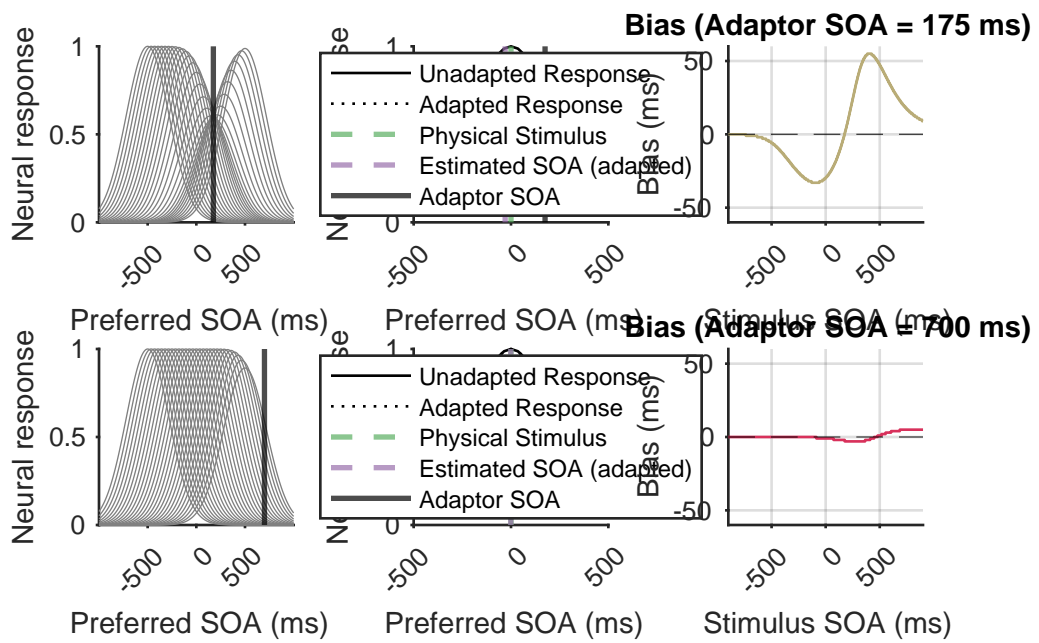 Bias (Adaptor SOA = 175 ms)
Neural response
1
0.5
0
-500
0
500
Preferred SOA (ms)
1
0
Unadapted Response
Adapted Response
Physical Stimulus
Estimated SOA (adapted)
Adaptor SOA
-500
0
500
Preferred SOA (ms)
Bias (ms)
50
0
-50
-500
0
500
Stimulus SOA (ms)
Bias (Adaptor SOA = 700 ms)
Neural response
1
0.5
0
-500
0
500
Preferred SOA (ms)
1
0
Unadapted Response
Adapted Response
Physical Stimulus
Estimated SOA (adapted)
Adaptor SOA
-500
0
500
Preferred SOA (ms)
Bias (ms)
50
0
-50
-500
0
500
Stimulus SOA (ms)